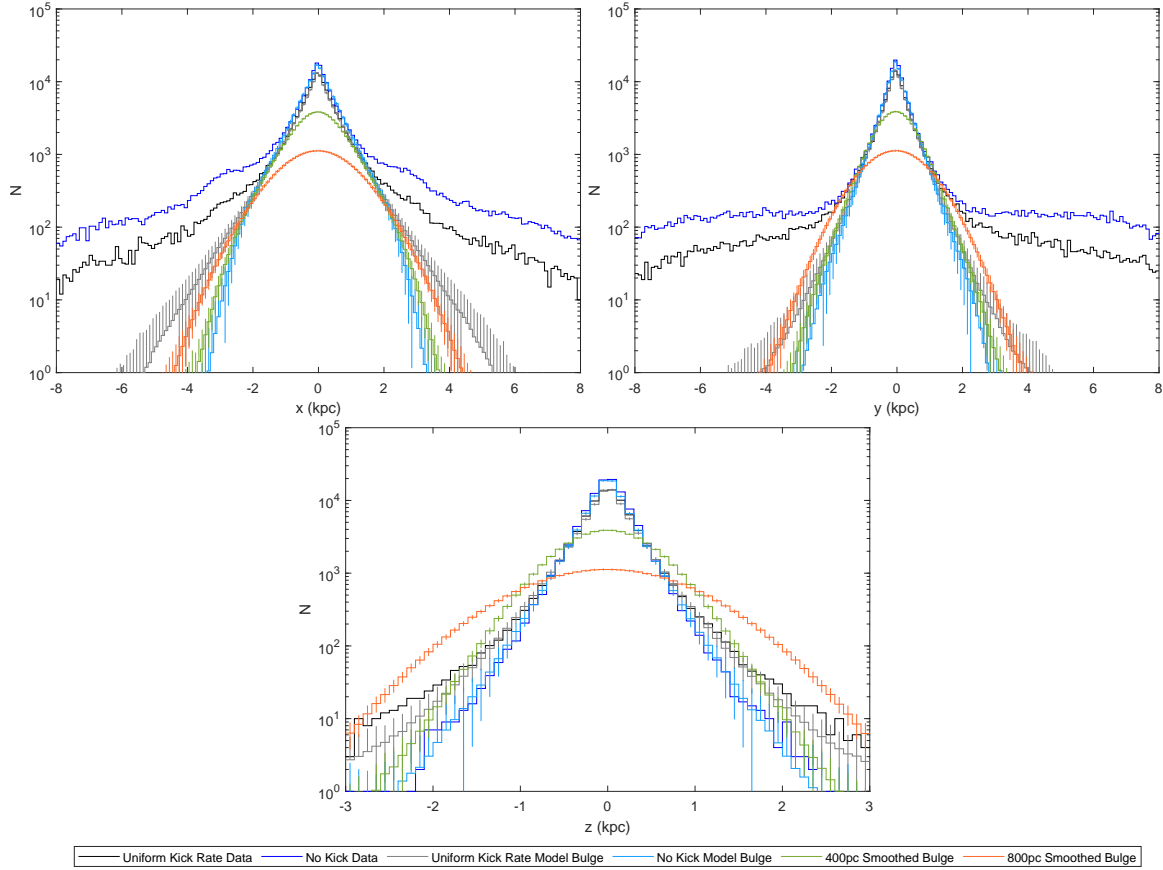 10^5
10^4
10^3
10^2
10^1
10^0
N
-8 -6 -4 -2 0 2 4 6 8
x (kpc)
10^5
10^4
10^3
10^2
10^1
10^0
N
-8 -6 -4 -2 0 2 4 6 8
y (kpc)
10^5
10^4
10^3
10^2
10^1
10^0
N
-3 -2 -1 0 1 2 3
z (kpc)
Uniform Kick Rate Data No Kick Data Uniform Kick Rate Model Bulge No Kick Model Bulge 400pc Smoothed Bulge 800pc Smoothed Bulge